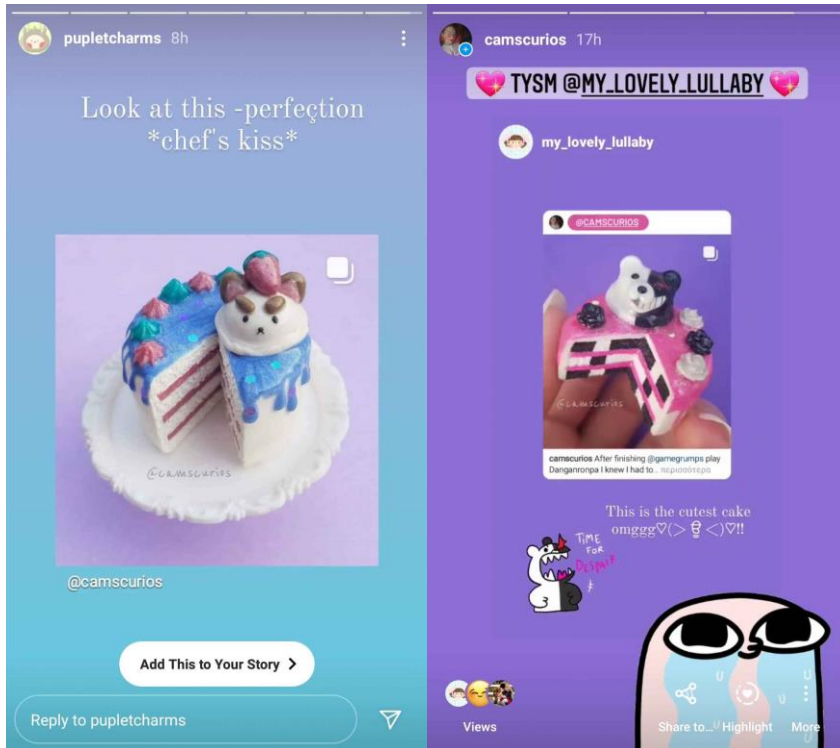 pupletcharms 8h
Look at this -perfecțion
*chef's kiss*
@camscurios
@camscurios
Add This to Your Story
Reply to pupletcharms
camscurios 17h
TYSM @MY_LOVELY_LULLABY
my_lovely_lullaby
@CAMSCURIOS
@camscurios
camscurios After finishing @gamegrumps play
Danganronpa I knew I had to... περισσότερα
This is the cutest cake
omggg♡(> <)♡!!
TIME
FOR
DESPAIR
Views
Share to...
Highlight
More